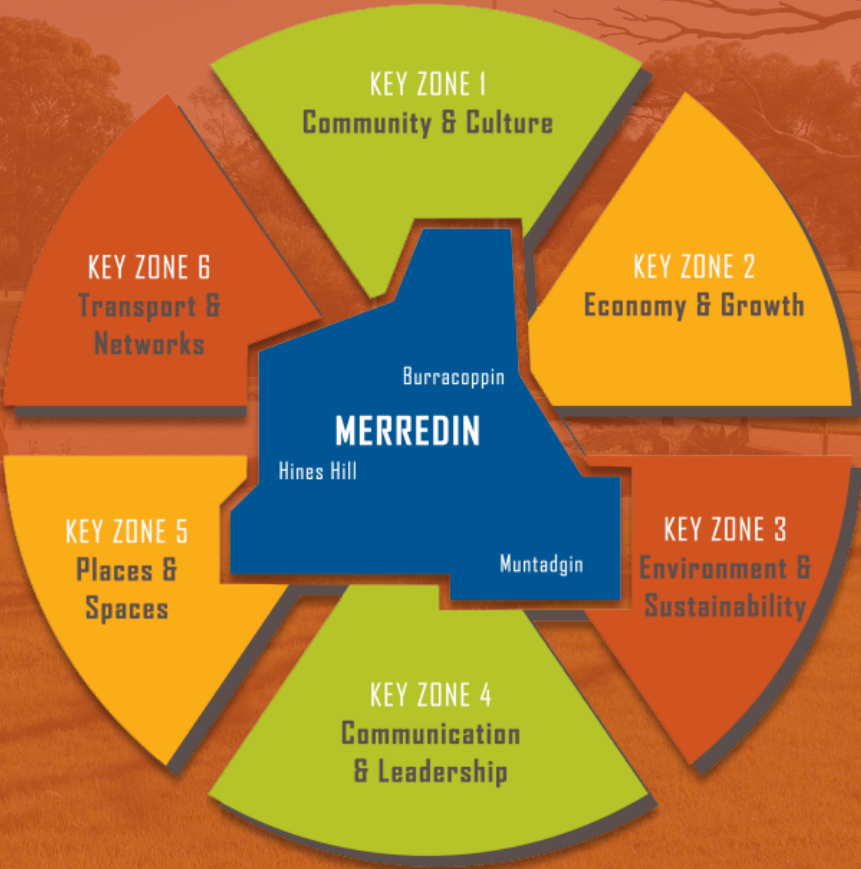 KEY ZONE 1
Community & Culture
KEY ZONE 2
Economy & Growth
KEY ZONE 3
Environment &
Sustainability
KEY ZONE 4
Communication
& Leadership
KEY ZONE 5
Places &
Spaces
KEY ZONE 6
Transport &
Networks
Burracoppin
MERREDIN
Hines Hill
Muntadgin